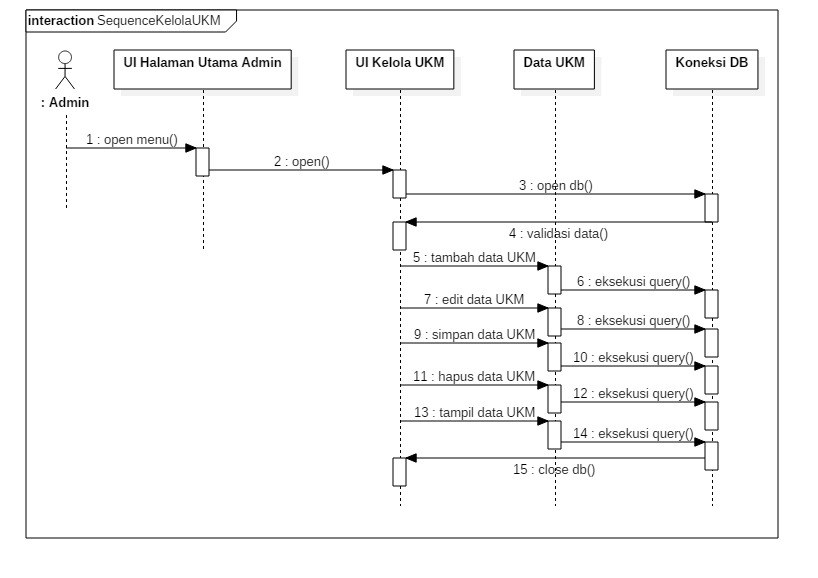 interaction SequenceKelolaUKM
UI Halaman Utama Admin
UI Kelola UKM
Data UKM
Koneksi DB
: Admin
1 : open menu()
2 : open()
3 : open db()
4 : validasi data()
5 : tambah data UKM
6 : eksekusi query()
7 : edit data UKM
8 : eksekusi query()
9 : simpan data UKM
10 : eksekusi query()
11 : hapus data UKM
12 : eksekusi query()
13 : tampil data UKM
14 : eksekusi query()
15 : close db()